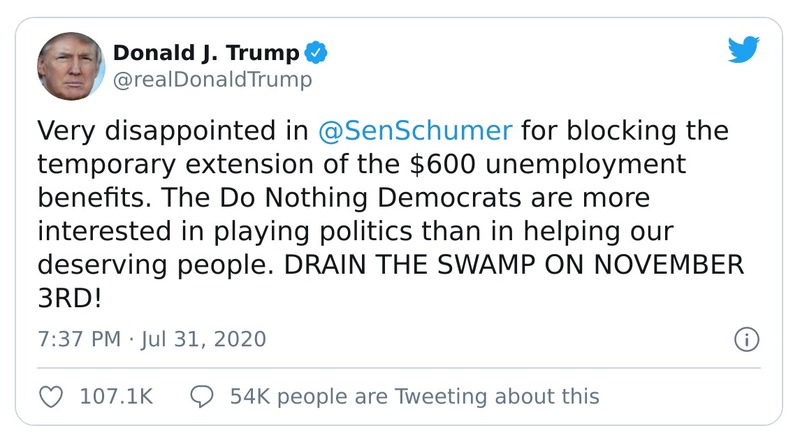 Donald J. Trump
@realDonaldTrump
Very disappointed in @SenSchumer for blocking the
temporary extension of the $600 unemployment
benefits. The Do Nothing Democrats are more
interested in playing politics than in helping our
deserving people. DRAIN THE SWAMP ON NOVEMBER
3RD!
7:37 PM · Jul 31, 2020
107.1K 54K people are Tweeting about this